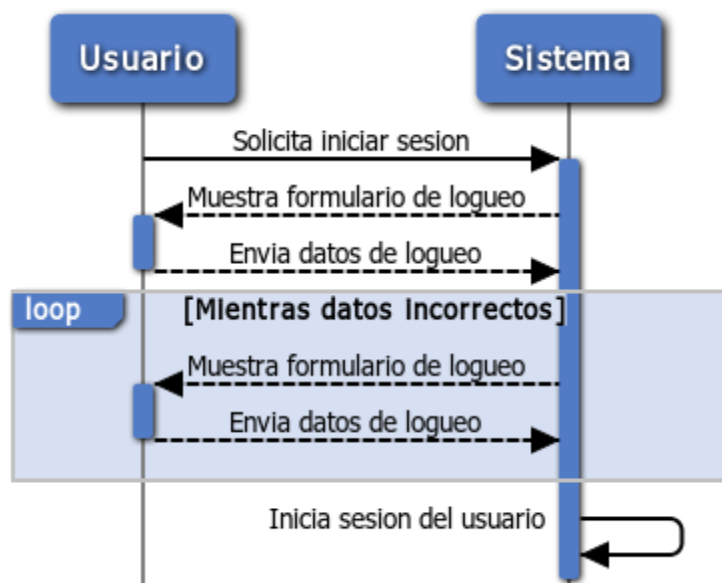 Usuario
Sistema
Solicita iniciar sesion
Muestra formulario de logueo
Envia datos de logueo
loop
[Mientras datos Incorrectos]
Muestra formulario de logueo
Envia datos de logueo
Inicia sesion del usuario